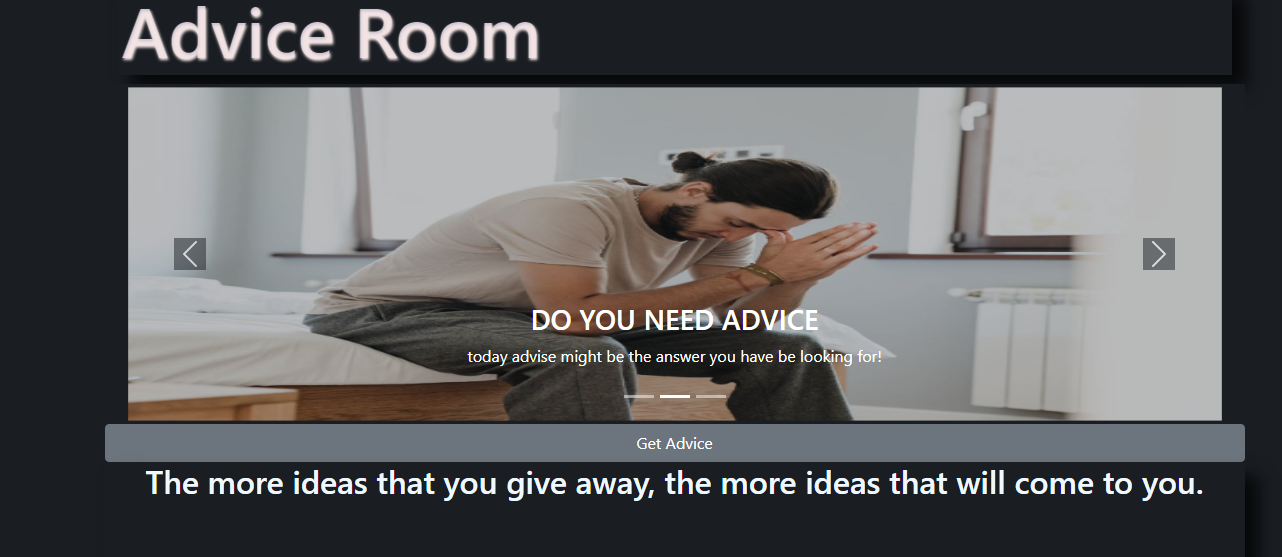 Advice Room
DO YOU NEED ADVICE
today advise might be the answer you have be looking for!
Get Advice
The more ideas that you give away, the more ideas that will come to you.